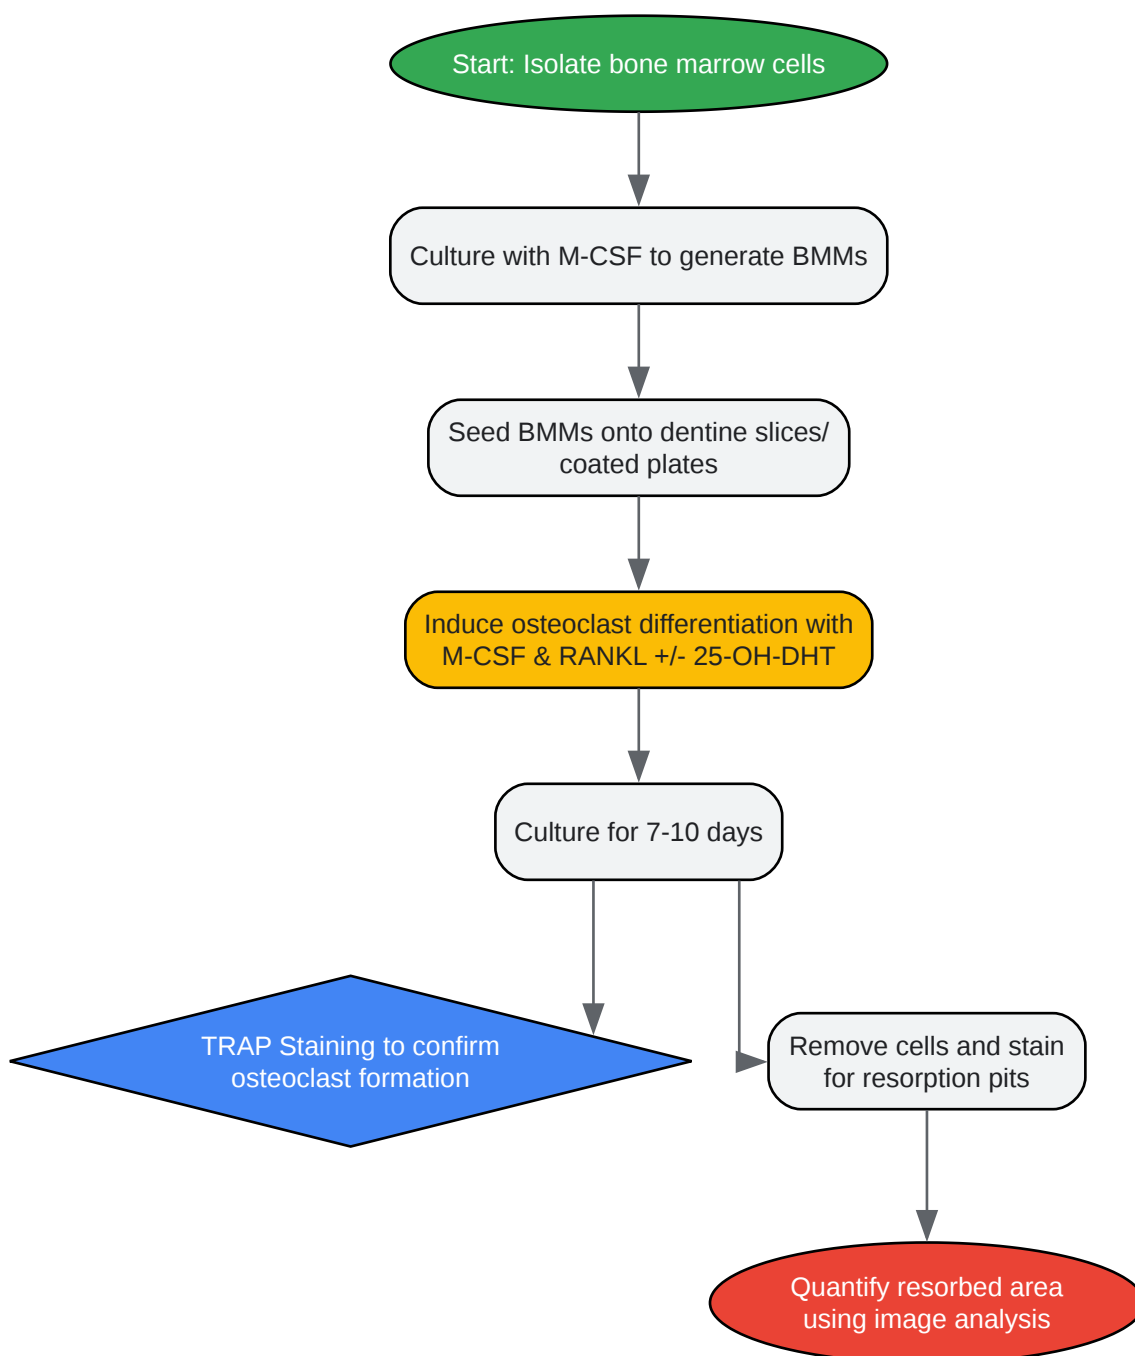 Start: Isolate bone marrow cells
Culture with M-CSF to generate BMMs
Seed BMMs onto dentine slices/
coated plates
Induce osteoclast differentiation with
M-CSF & RANKL +/- 25-OH-DHT
Culture for 7-10 days
TRAP Staining to confirm
osteoclast formation
Remove cells and stain
for resorption pits
Quantify resorbed area
using image analysis